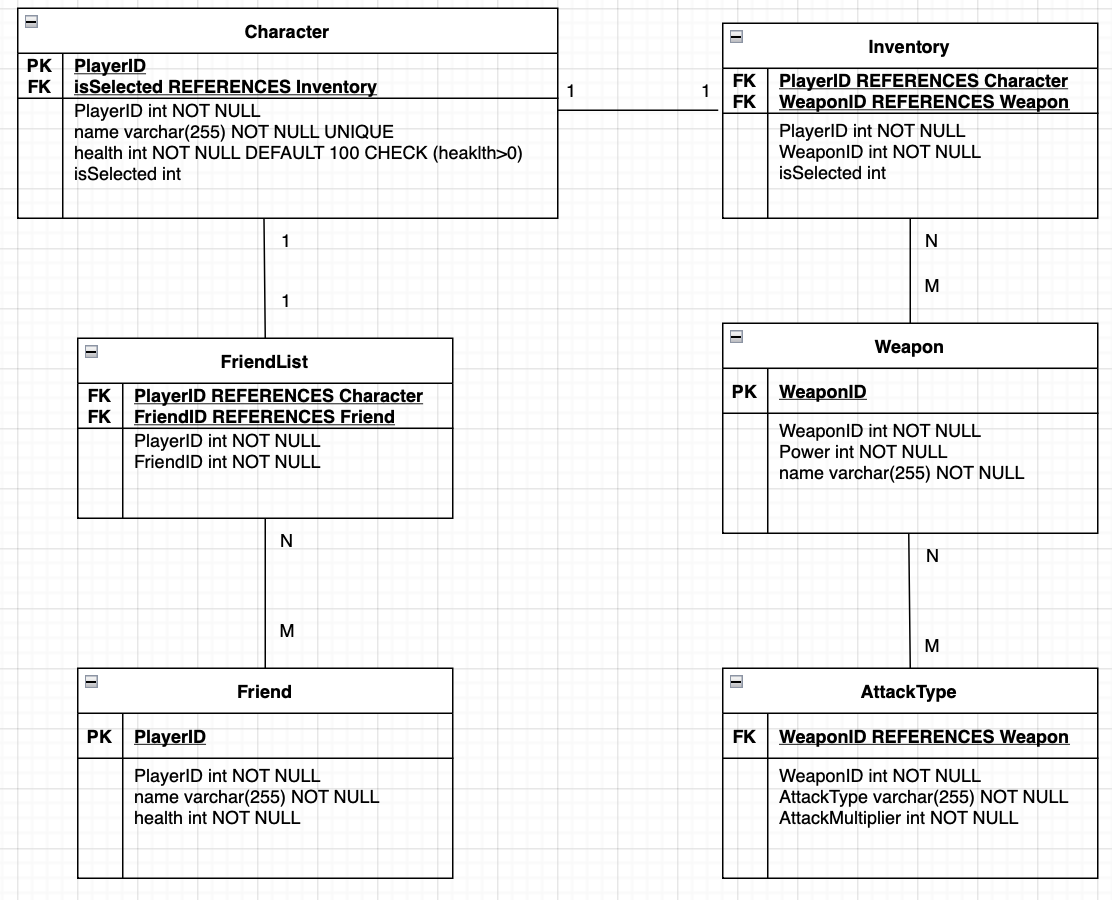 Character
PK PlayerID
FK isSelected REFERENCES Inventory
PlayerID int NOT NULL
name varchar(255) NOT NULL UNIQUE
health int NOT NULL DEFAULT 100 CHECK (heaklth>0)
isSelected int
1 1
Inventory
FK PlayerID REFERENCES Character
FK WeaponID REFERENCES Weapon
PlayerID int NOT NULL
WeaponID int NOT NULL
isSelected int
1
1
N
M
FriendList
FK PlayerID REFERENCES Character
FK FriendID REFERENCES Friend
PlayerID int NOT NULL
FriendID int NOT NULL
Weapon
PK WeaponID
WeaponID int NOT NULL
Power int NOT NULL
name varchar(255) NOT NULL
N
M
N
M
Friend
PK PlayerID
PlayerID int NOT NULL
name varchar(255) NOT NULL
health int NOT NULL
AttackType
FK WeaponID REFERENCES Weapon
WeaponID int NOT NULL
AttackType varchar(255) NOT NULL
AttackMultiplier int NOT NULL